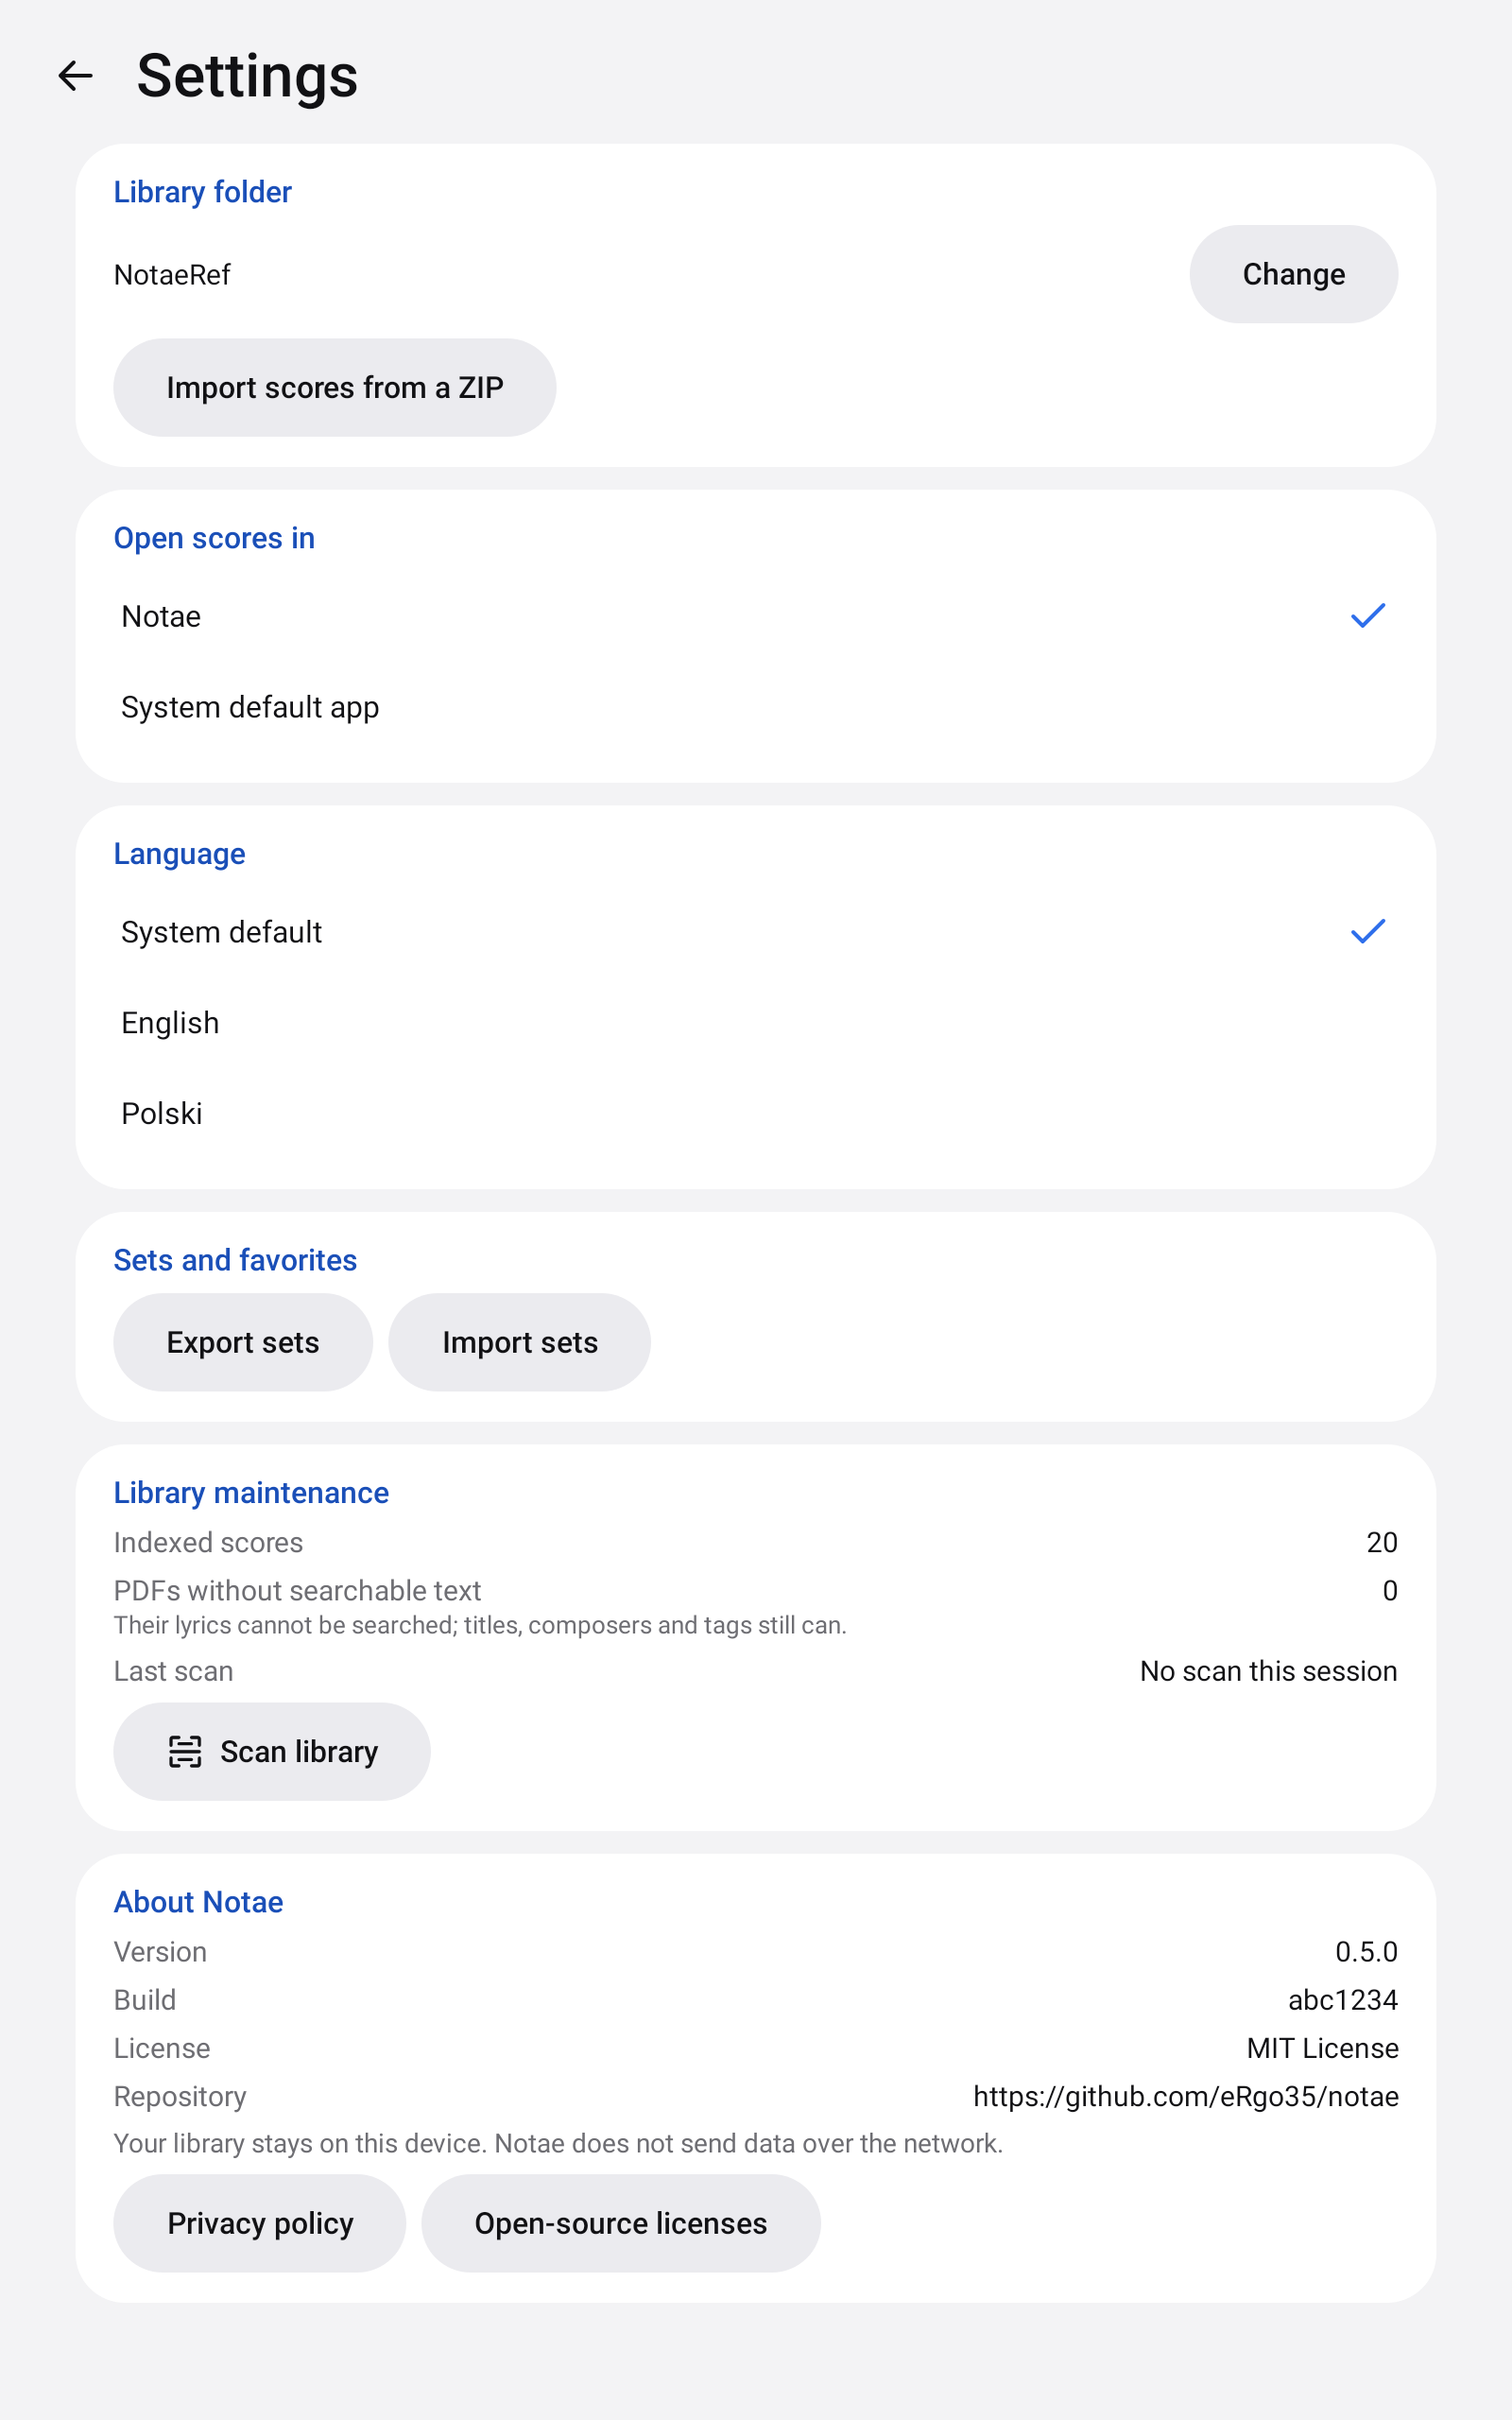 Settings
Library folder
NotaeRef
Change
Import scores from a ZIP
Open scores in
Notae
System default app
Language
System default
English
Polski
Sets and favorites
Export sets
Import sets
Library maintenance
Indexed scores 20
PDFs without searchable text 0
Their lyrics cannot be searched; titles, composers and tags still can.
Last scan No scan this session
Scan library
About Notae
Version 0.5.0
Build abc1234
License MIT License
Repository https://github.com/eRgo35/notae
Your library stays on this device. Notae does not send data over the network.
Privacy policy
Open-source licenses